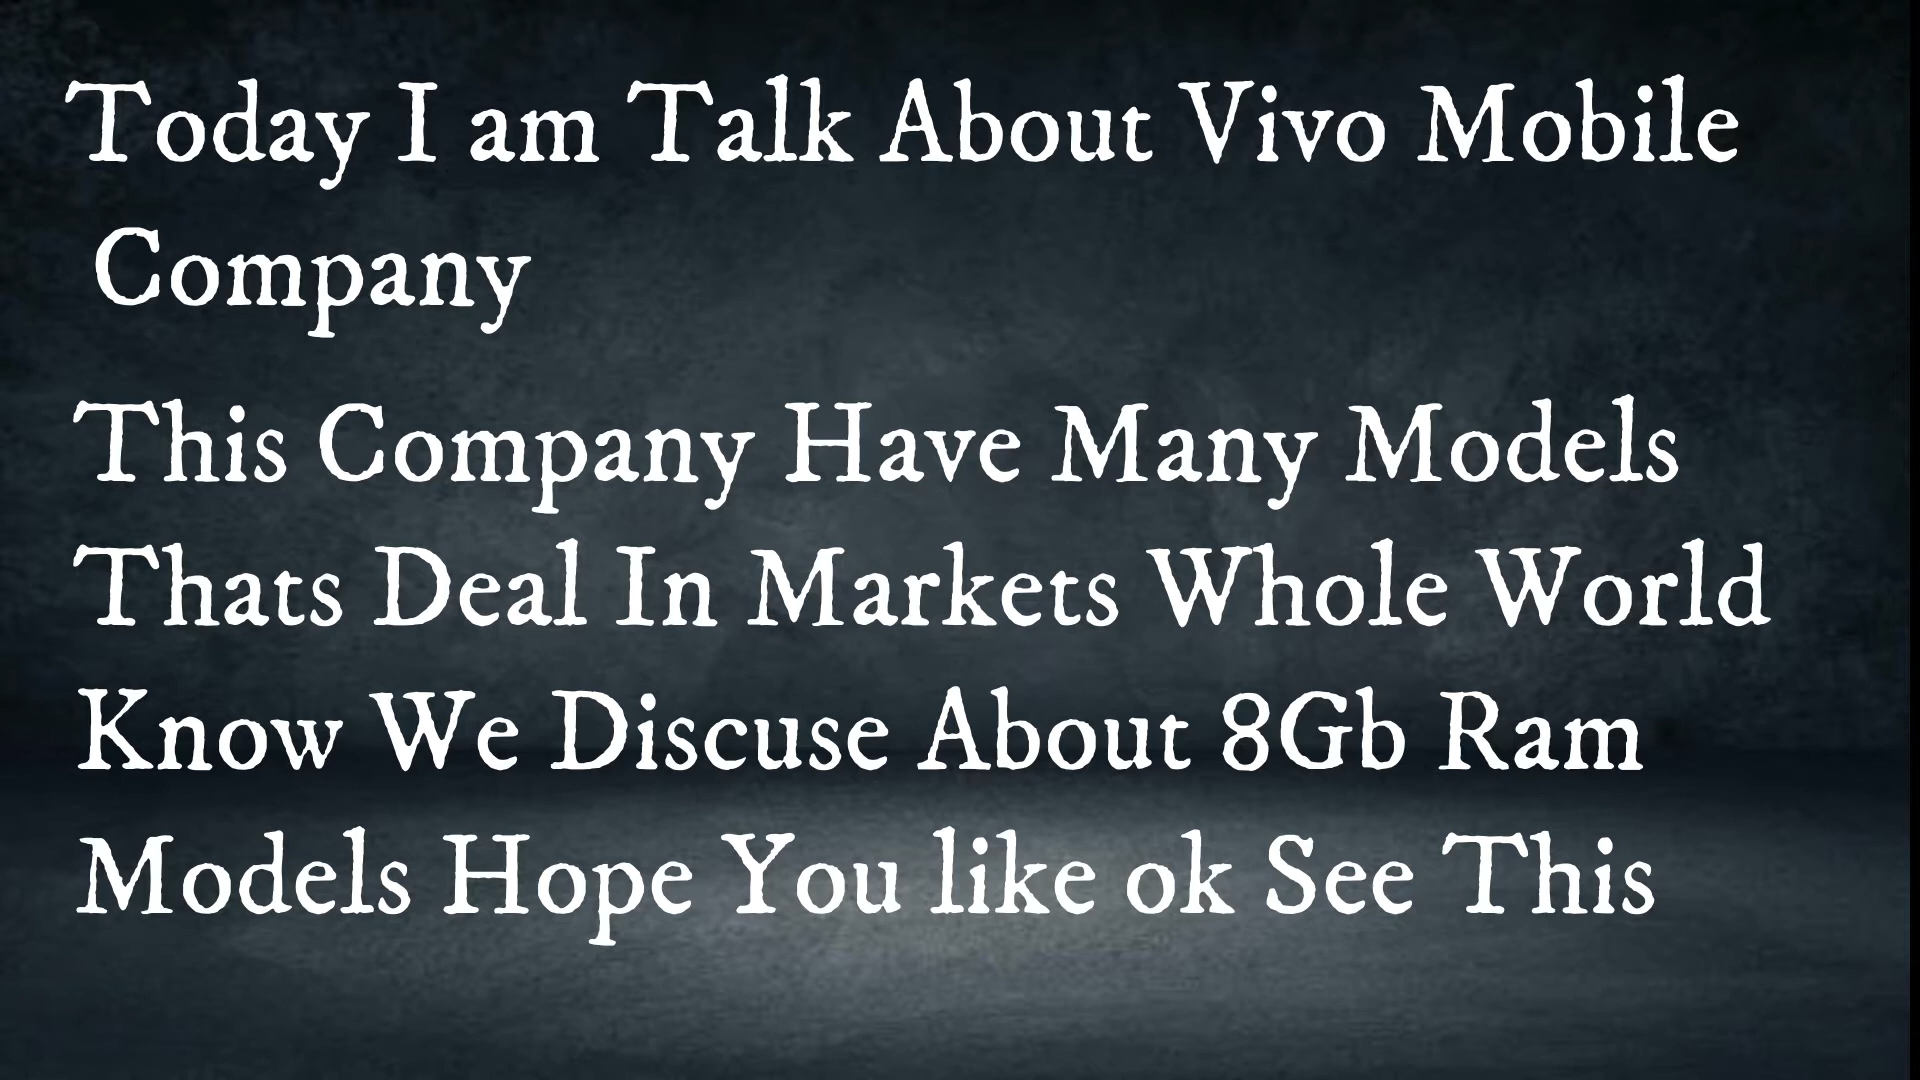 Today I am Talk About Vivo Mobile
Company
This Company Have Many Models
Thats Deal In Markets Whole World
Know We Discuse About 8Gb Ram
Models Hope You like ok See This